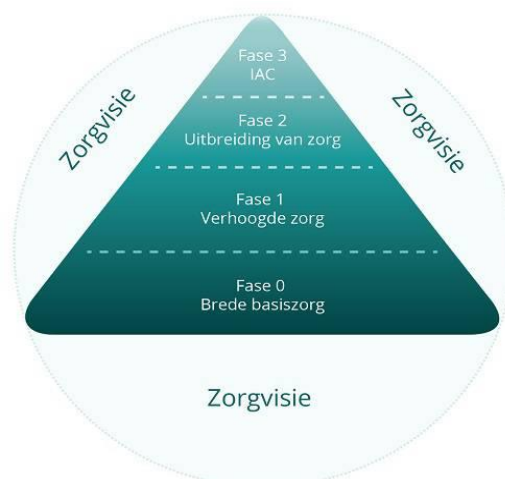 Fase 3
IAC
Zorgvisie
Zorgvisie
Fase 2
Uitbreiding van zorg
Fase 1
Verhoogde zorg
Fase 0
Brede basiszorg
Zorgvisie